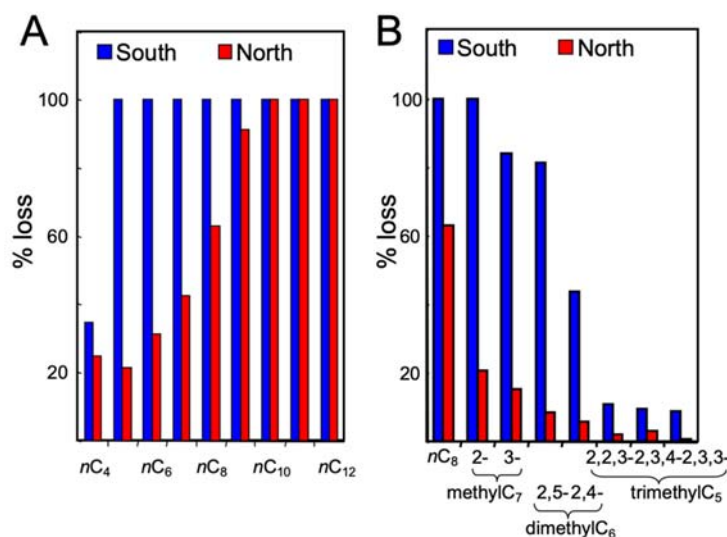 A
South North
% loss
100
60
20
nC₄ nC₆ nC₈ nC₁₀ nC₁₂
B
South North
% loss
100
60
20
nC₈ 2- 3- 2,2,3- 2,3,4- 2,3,3-
methylC₇ trimethylC₅
2,5- 2,4-
dimethylC₆